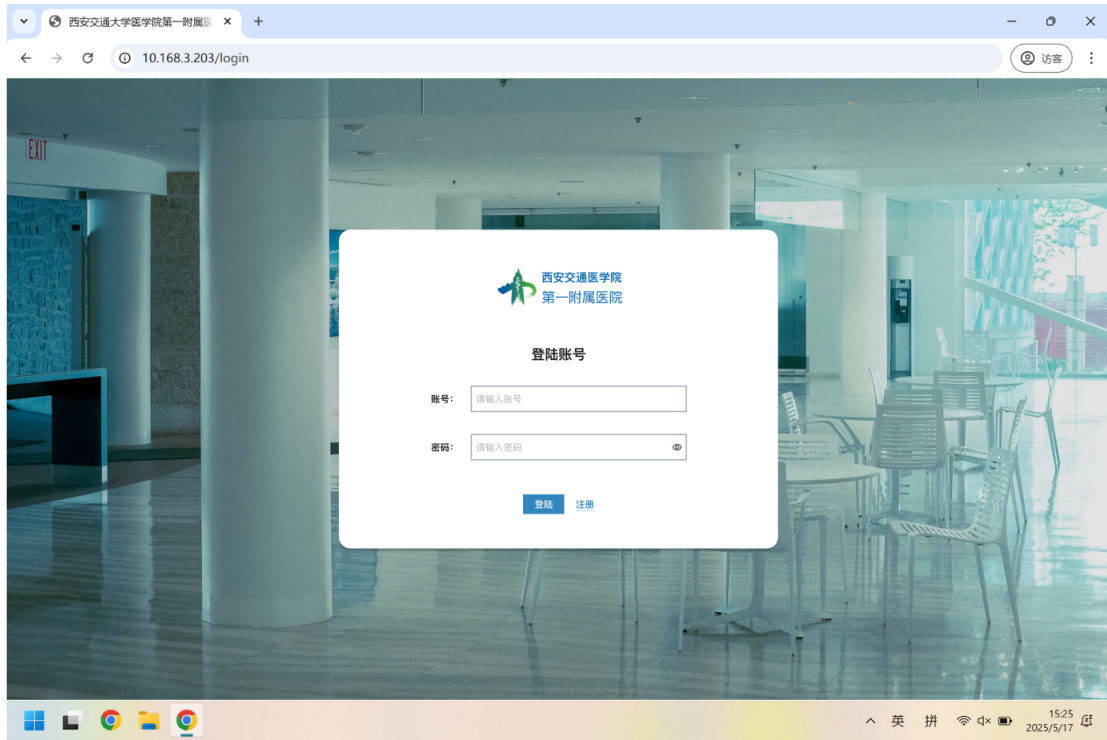 西安交通大学医学院第一附属医
10.168.3.203/login
访客
EXIT
西安交通医学院
第一附属医院
登陆账号
账号: 请输入账号
密码: 请输入密码
登陆 注册
英 拼 15:25
2025/5/17